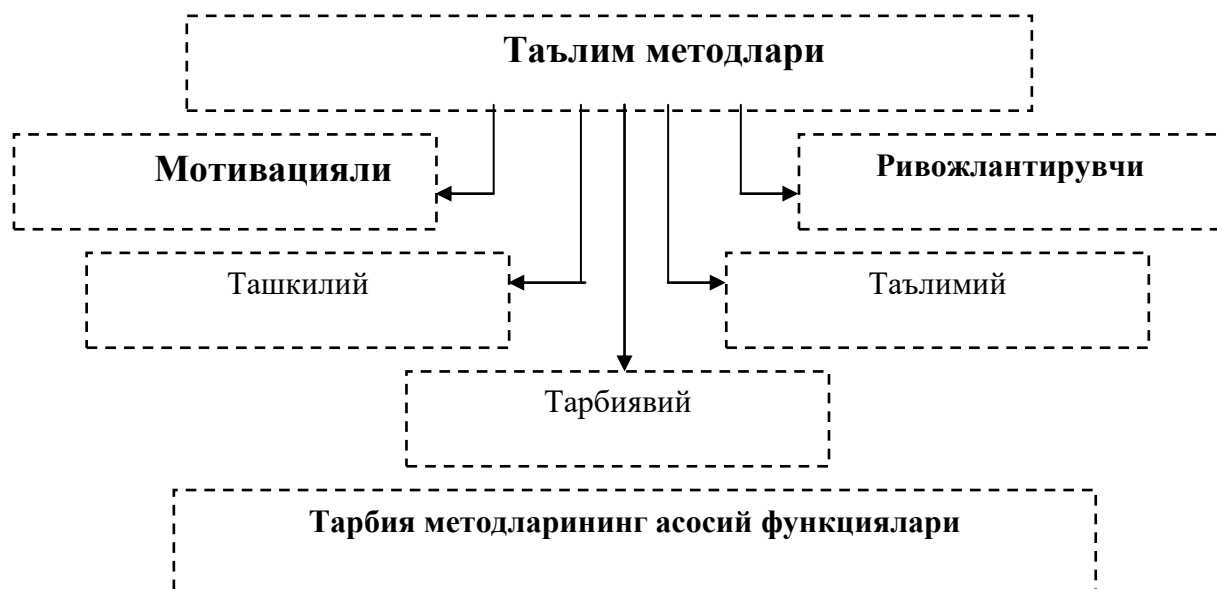 Таълим методлари
Мотивацияли
Ривожлантирувчи
Ташкилий
Таълимий
Тарбиявий
Тарбия методларининг асосий функциялари